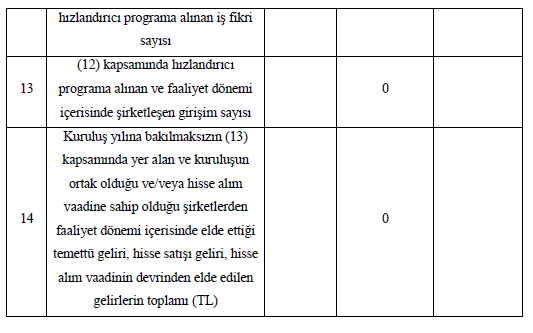 hızlandırıcı programa alınan iş fikri
sayısı
(12) kapsamında hızlandırıcı
13 programa alınan ve faaliyet dönemi 0
içerisinde şirketleşen girişim sayısı
Kuruluş yılına bakılmaksızın (13)
kapsamında yer alan ve kuruluşun
ortak olduğu ve/veya hisse alım
vaadine sahip olduğu şirketlerden
14 faaliyet dönemi içerisinde elde ettiği 0
temettü geliri, hisse satışı geliri, hisse
alım vaadinin devrinden elde edilen
gelirlerin toplamı (TL)